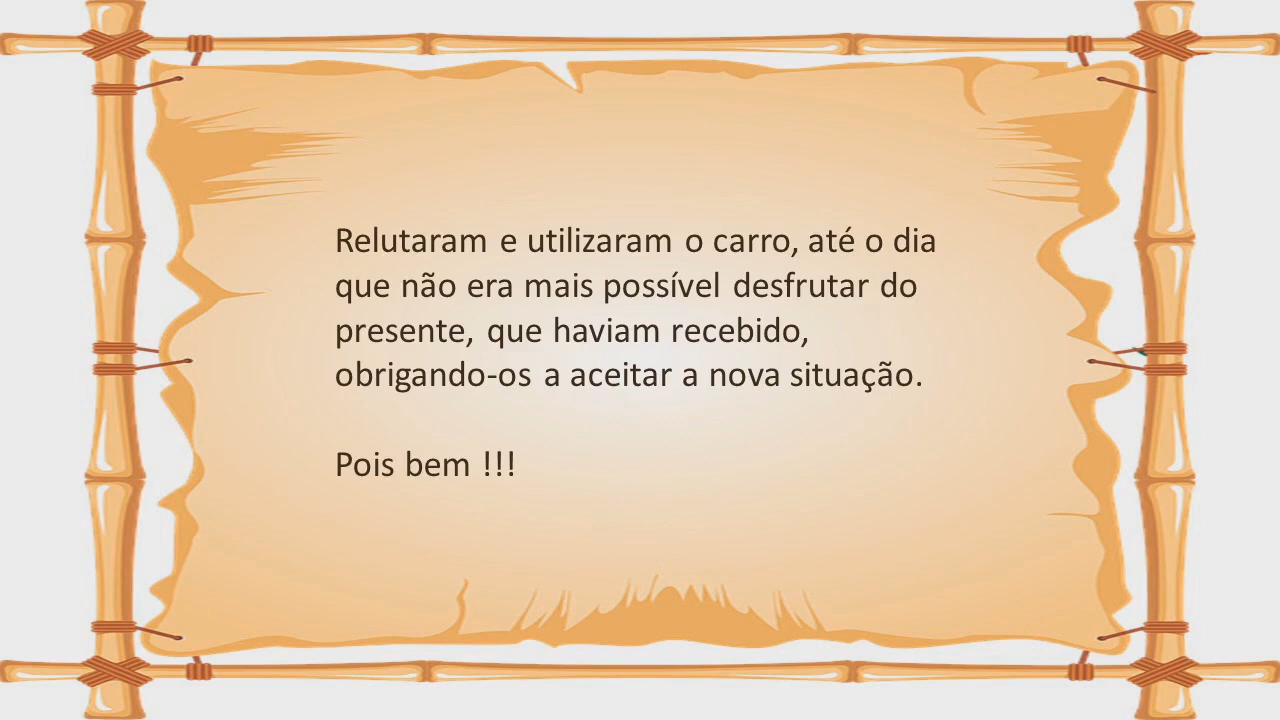 Relutaram e utilizaram o carro, até o dia
que não era mais possível desfrutar do
presente, que haviam recebido,
obrigando-os a aceitar a nova situação.
Pois bem !!!